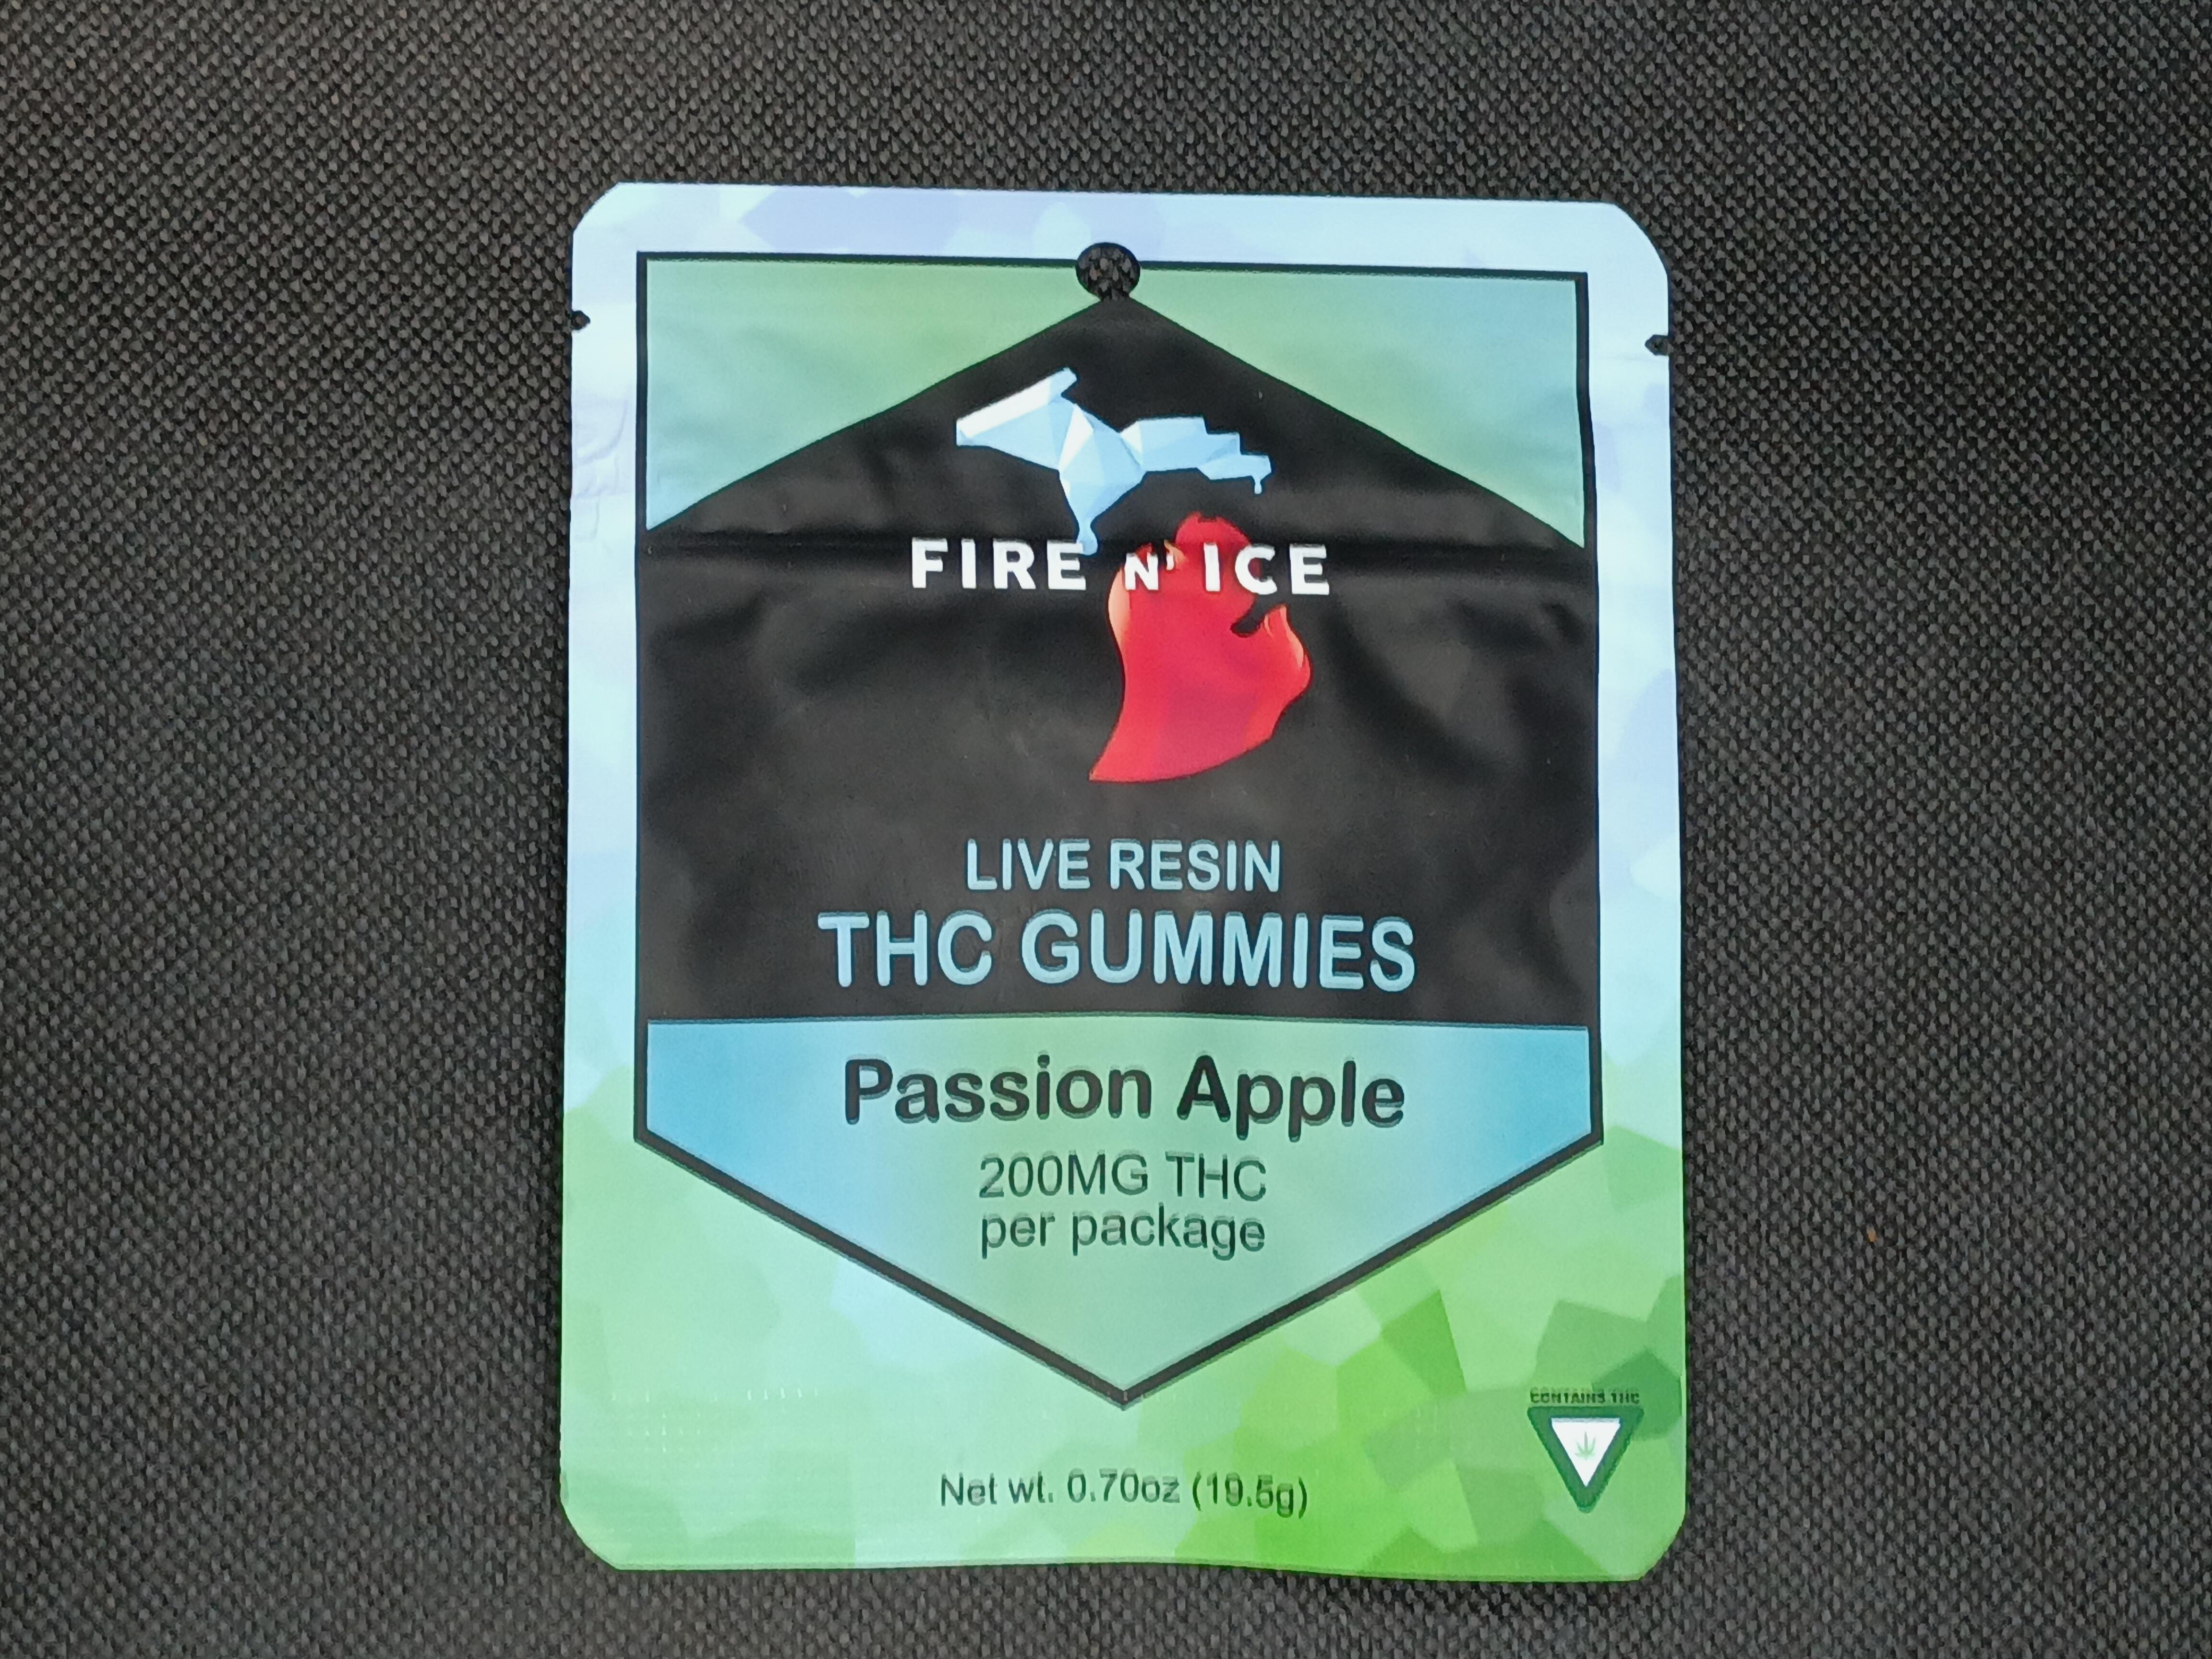 FIRE N' ICE
LIVE RESIN
THC GUMMIES
Passion Apple
200MG THC
per package
CONTAINS THC
Net wt. 0.70oz (19.5g)